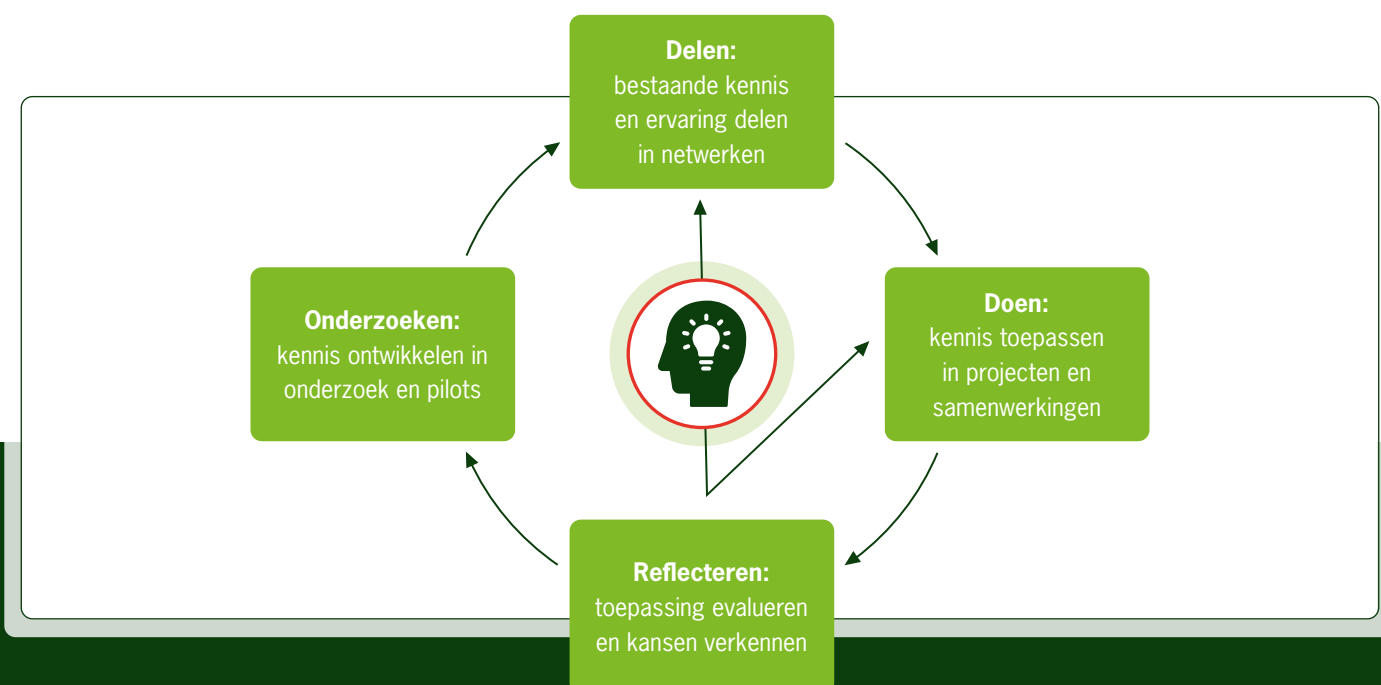 Delen:
bestaande kennis
en ervaring delen
in netwerken
Onderzoeken:
kennis ontwikkelen in
onderzoek en pilots
Doen:
kennis toepassen
in projecten en
samenwerkingen
Reflecteren:
toepassing evalueren
en kansen verkennen